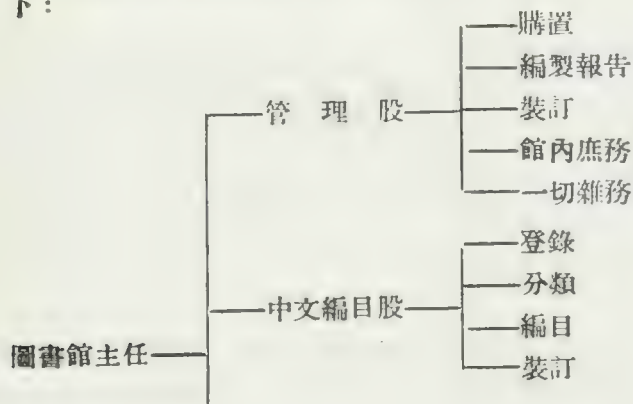 下：
購置
編製報告
管理股
裝訂
館內庶務
一切雜務
登錄
分類
中文編目股
編目
圖書館主任
裝訂